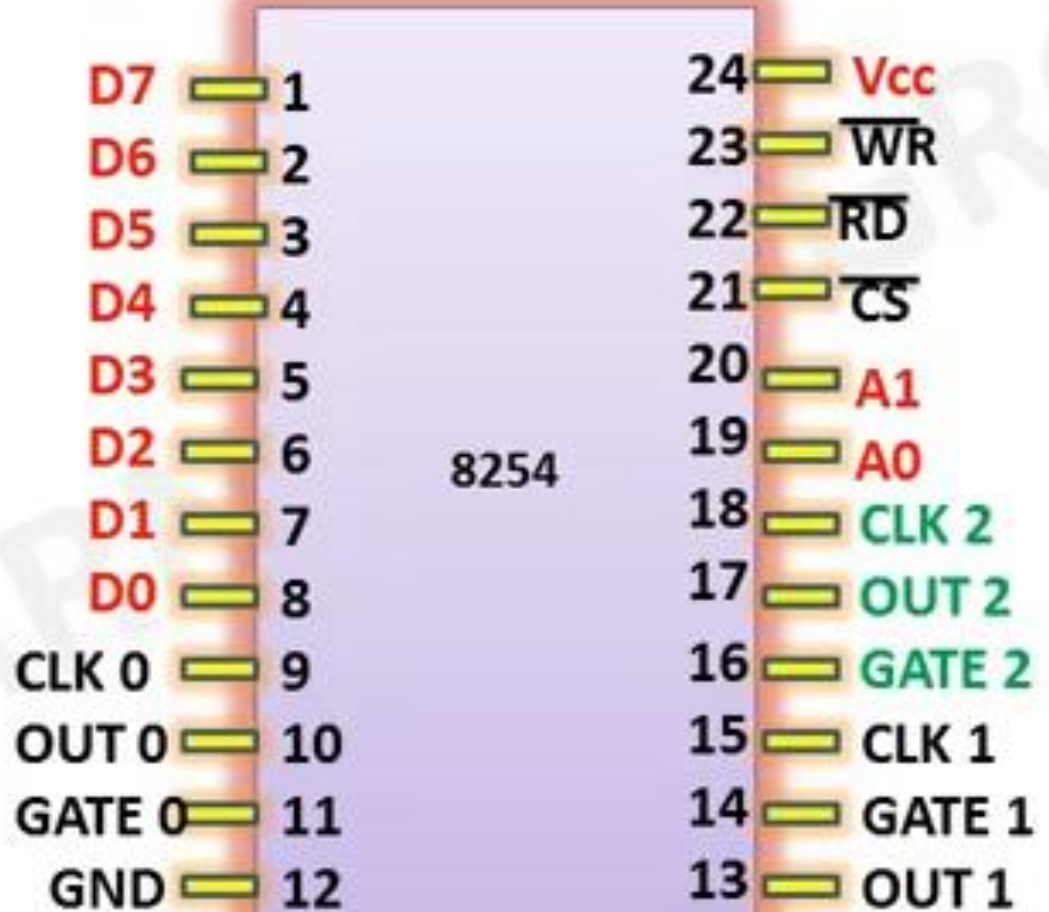 D7 1 24 Vcc
D6 2 23 WR
D5 3 22 RD
D4 4 21 CS
D3 5 20 A1
D2 6 19 A0
8254
D1 7 18 CLK 2
D0 8 17 OUT 2
CLK 0 9 16 GATE 2
OUT 0 10 15 CLK 1
GATE 0 11 14 GATE 1
GND 12 13 OUT 1